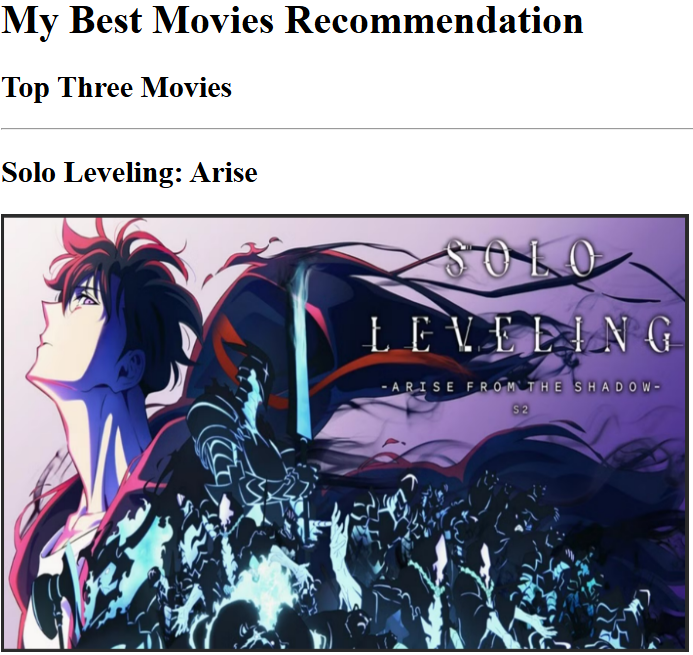 My Best Movies Recommendation
Top Three Movies
Solo Leveling: Arise
SOLO
LEVELING
-ARISE FROM THE SHADOW-
S2